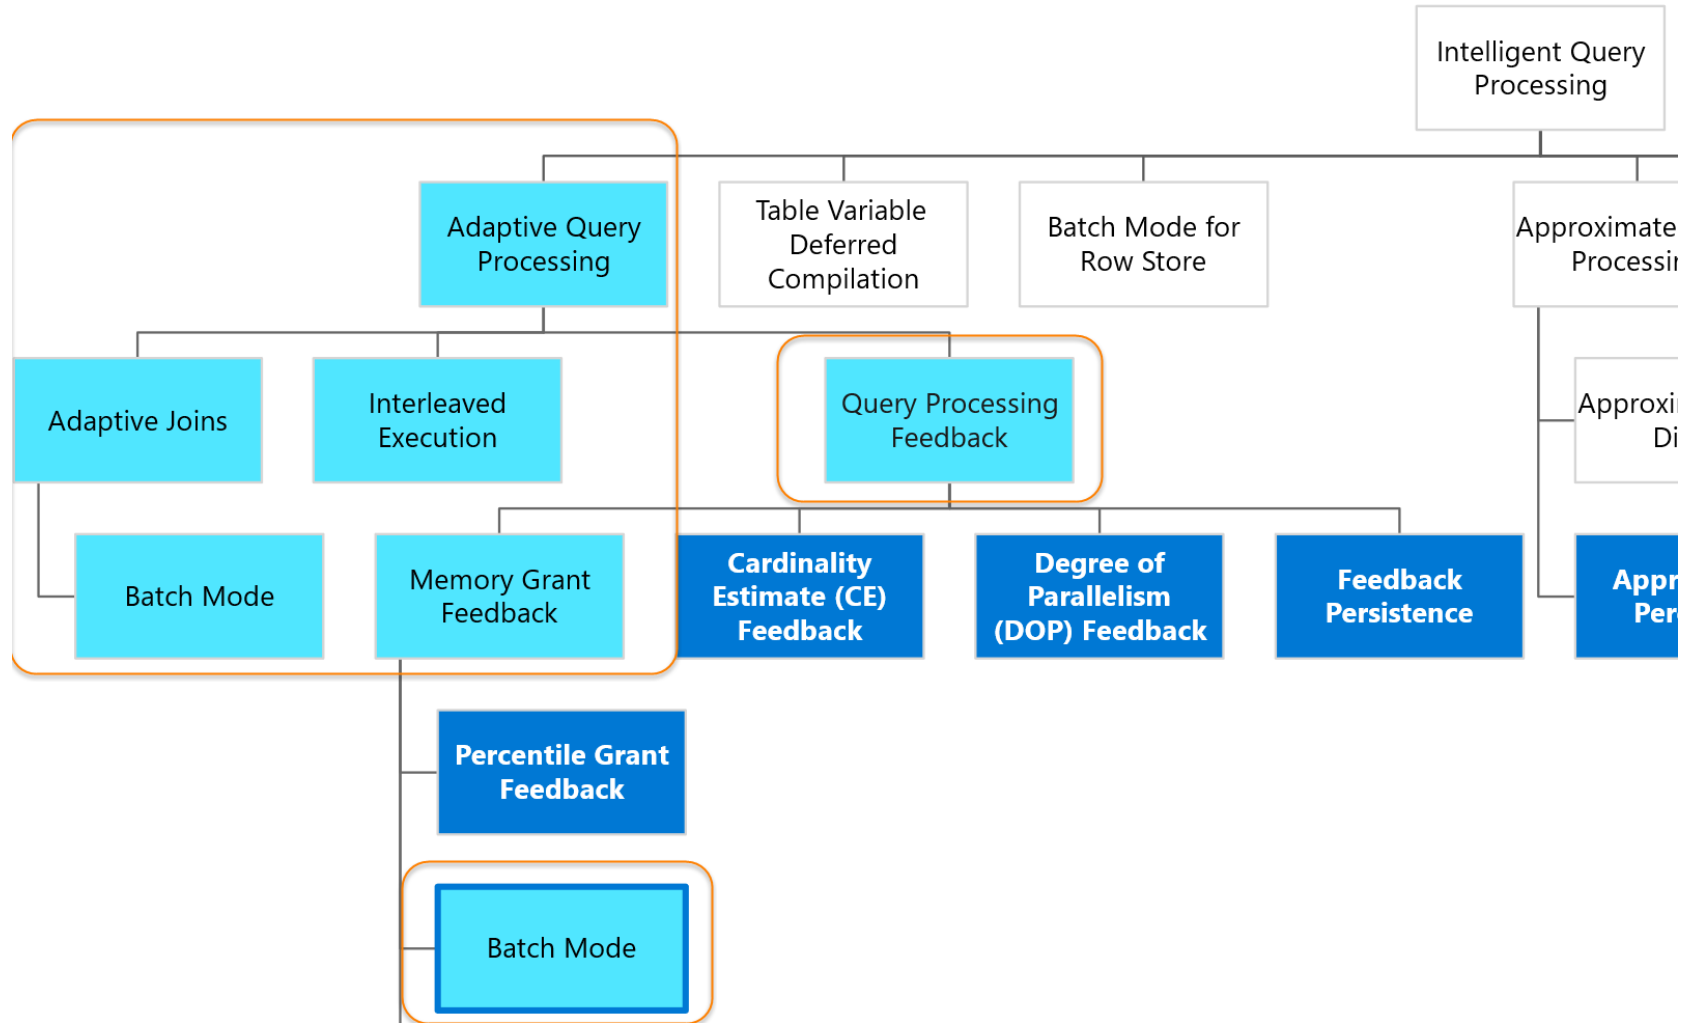 Intelligent Query
Processing
Adaptive Query
Processing
Table Variable
Deferred
Compilation
Batch Mode for
Row Store
Approximate
Adaptive Joins
Interleaved
Execution
Query Processing
Feedback
Batch Mode
Memory Grant
Feedback
Cardinality
Estimate (CE)
Feedback
Degree of
Parallelism
(DOP) Feedback
Feedback
Persistence
Percentile Grant
Feedback
Batch Mode